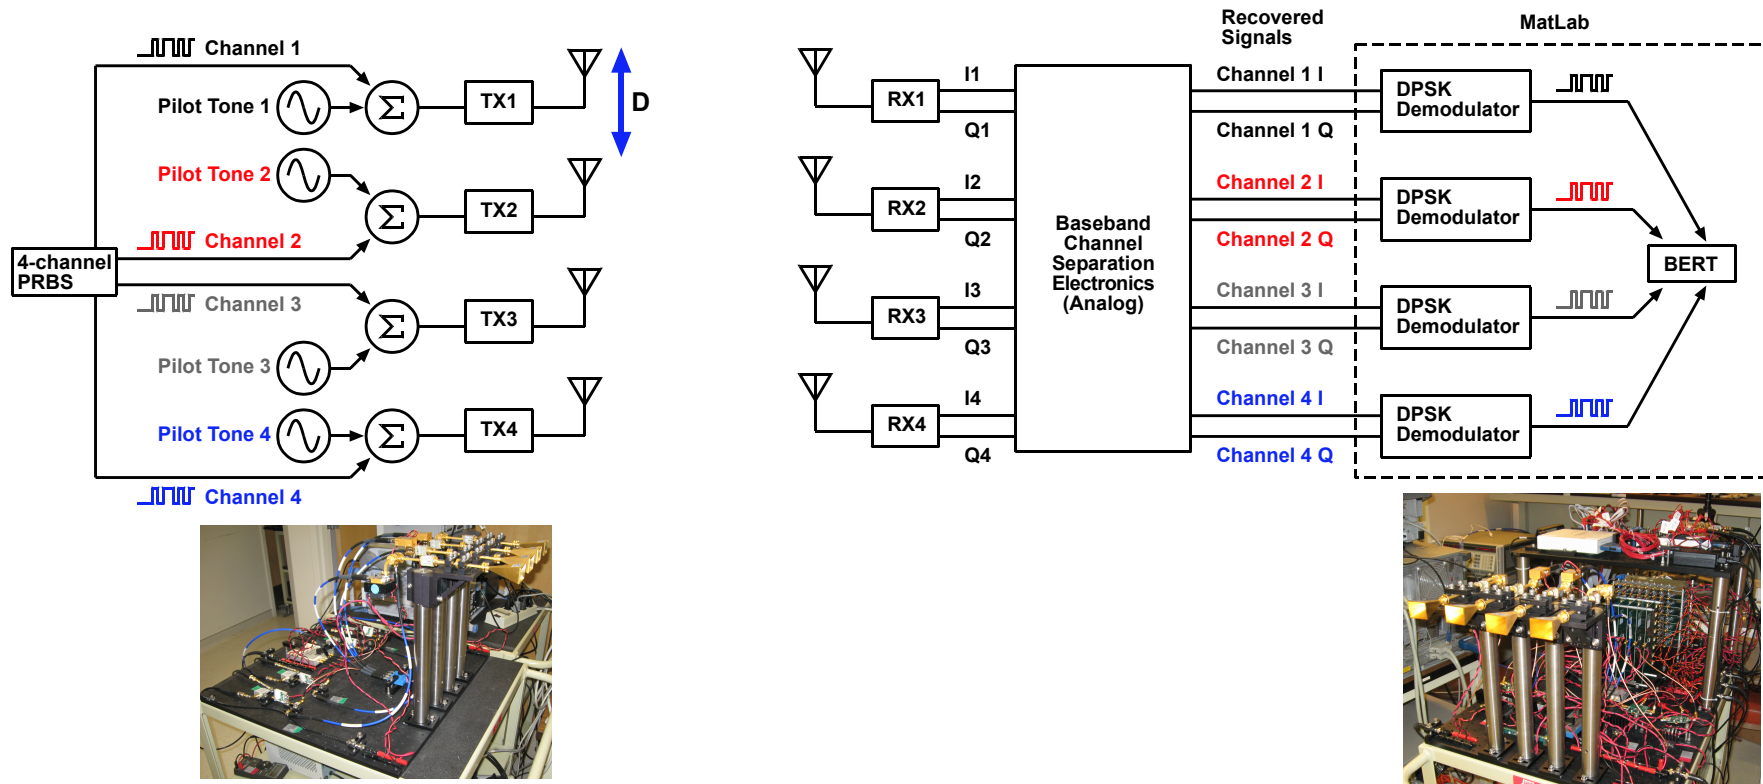 Channel 1
Pilot Tone 1
Σ
TX1
D
Pilot Tone 2
Σ
TX2
Channel 2
4-channel
PRBS
Channel 3
Σ
TX3
Pilot Tone 3
Pilot Tone 4
Σ
TX4
Channel 4
RX1
I1
Q1
RX2
I2
Q2
RX3
I3
Q3
RX4
I4
Q4
Baseband
Channel
Separation
Electronics
(Analog)
Recovered
Signals
Channel 1 I
Channel 1 Q
Channel 2 I
Channel 2 Q
Channel 3 I
Channel 3 Q
Channel 4 I
Channel 4 Q
MatLab
DPSK
Demodulator
DPSK
Demodulator
DPSK
Demodulator
DPSK
Demodulator
BERT